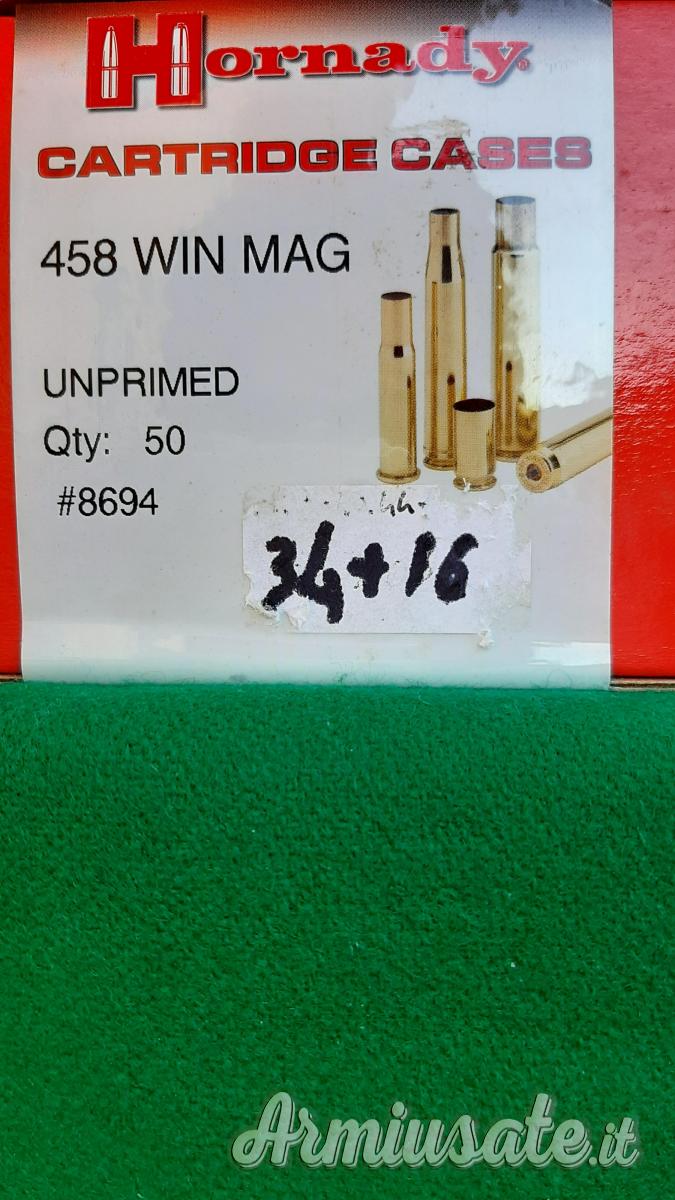 Hornady
CARTRIDGE CASES
458 WIN MAG
UNPRIMED
Qty: 50
#8694
34+16
Armiusate.it